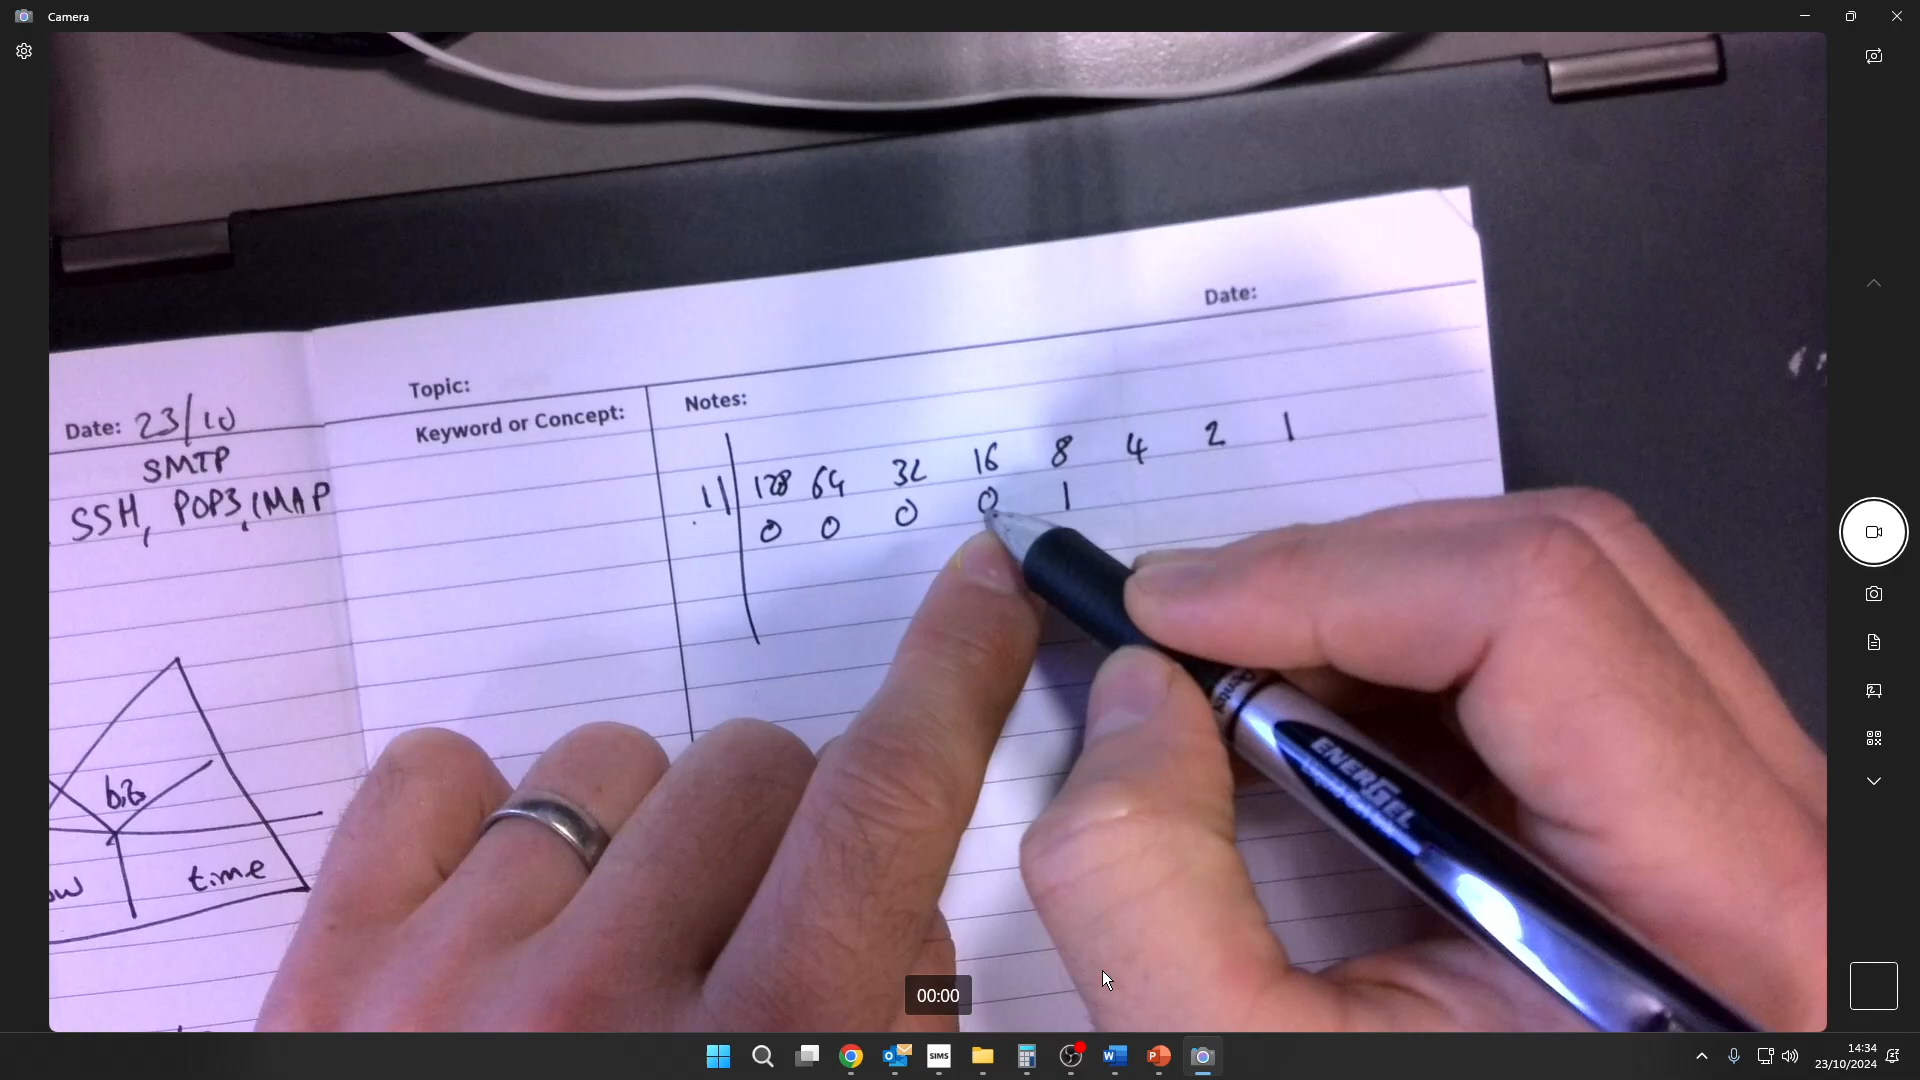 Camera
Date:
Topic:
Date: 23/10
Keyword or Concept:
Notes:
SMTP
SSH, POP3, IMAP
11
128 64 32 16 8 4 2 1
0 0 0 0 1
bits
time
ENERGEL
00:00
SIMS
14:34
23/10/2024